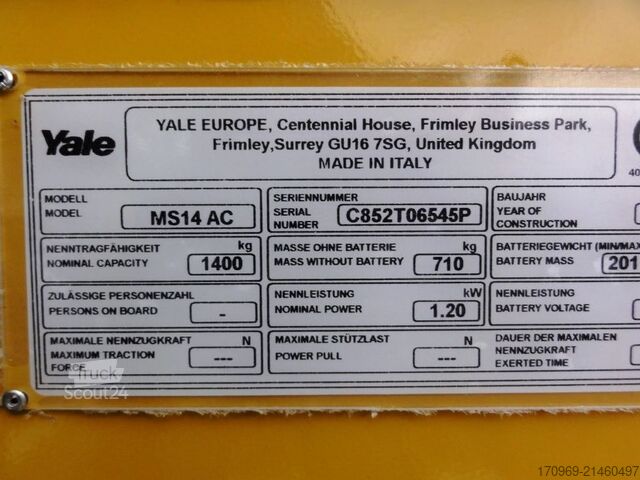 Yale
YALE EUROPE, Centennial House, Frimley Business Park,
Frimley,Surrey GU16 7SG, United Kingdom
MADE IN ITALY
40
MODELL
MODEL
MS14 AC
SERIENNUMMER
SERIAL
NUMBER
C852T06545P
BAUJAHR
YEAR OF
CONSTRUCTION
NENNTRAGFÄHIGKEIT kg
NOMINAL CAPACITY 1400
MASSE OHNE BATTERIE kg
MASS WITHOUT BATTERY 710
BATTERIEGEWICHT (MIN/MAX
BATTERY MASS 201
ZULÄSSIGE PERSONENZAHL
PERSONS ON BOARD -
NENNLEISTUNG kW
NOMINAL POWER 1.20
NENNLEISTUNG
BATTERY VOLTAGE
MAXIMALE NENNZUGKRAFT N
MAXIMUM TRACTION
FORCE ---
MAXIMALE STÜTZLAST N
POWER PULL ---
DAUER DER MAXIMALEN
NENNZUGKRAFT
EXERTED TIME
Truck
Scout24
170969-21460497